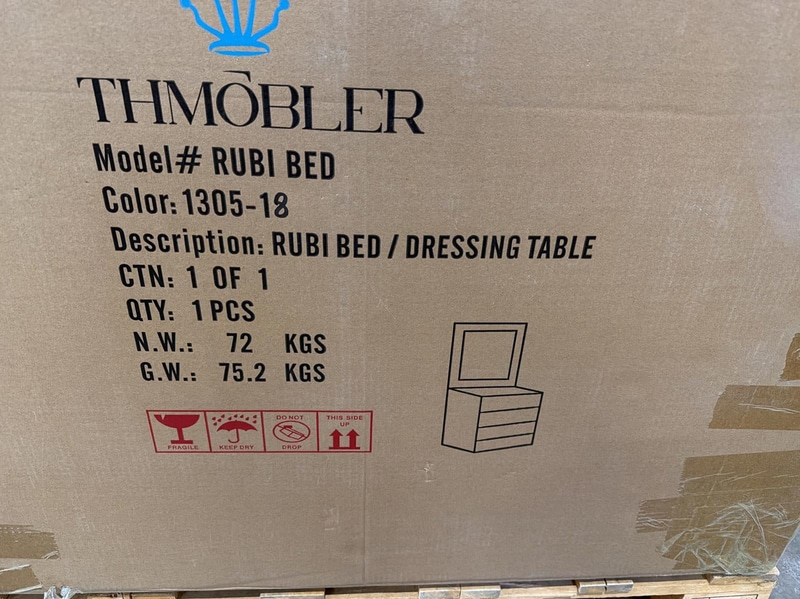 THMŌBLER
Model# RUBI BED
Color: 1305-18
Description: RUBI BED / DRESSING TABLE
CTN: 1 OF 1
QTY: 1 PCS
N.W.: 72 KGS
G.W.: 75.2 KGS
FRAGILE
KEEP DRY
DO NOT
DROP
THIS SIDE
UP